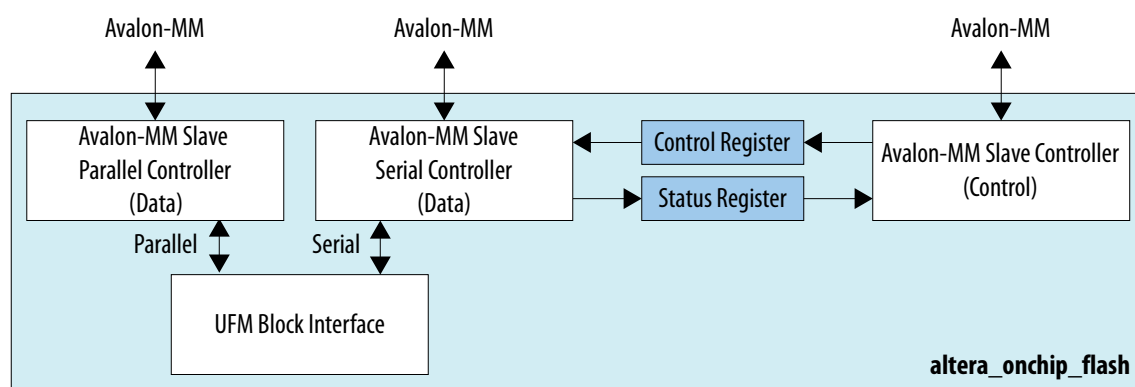 Avalon-MM
Avalon-MM
Avalon-MM
Avalon-MM Slave
Parallel Controller
(Data)
Avalon-MM Slave
Serial Controller
(Data)
Control Register
Status Register
Avalon-MM Slave Controller
(Control)
Parallel
Serial
UFM Block Interface
altera_onchip_flash